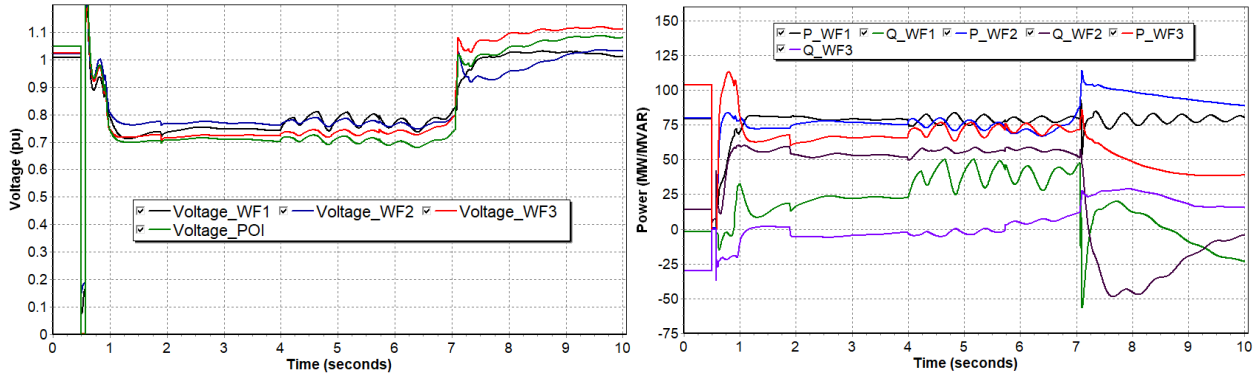 1.1
1
0.9
0.8
0.7
0.6
0.5
0.4
0.3
0.2
0.1
0
Voltage (pu)
Voltage_WF1 Voltage_WF2 Voltage_WF3
Voltage_POI
0 1 2 3 4 5 6 7 8 9 10
Time (seconds)
150
125
100
75
50
25
0
-25
-50
-75
Power (MW/MVAR)
P_WF1 Q_WF1 P_WF2 Q_WF2 P_WF3
Q_WF3
0 1 2 3 4 5 6 7 8 9 10
Time (seconds)